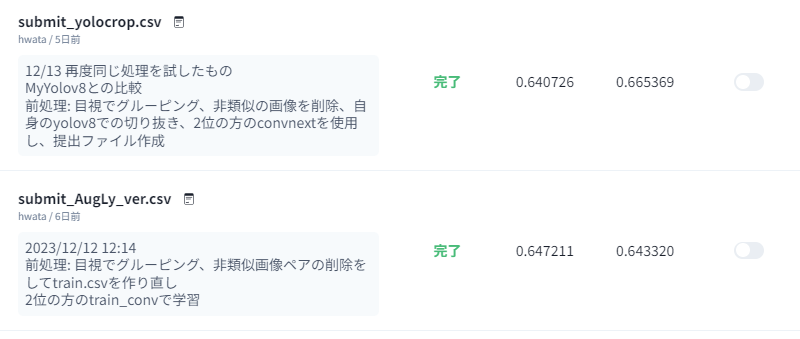 submit_yolocrop.csv
hwata / 5日前
12/13 再度同じ処理を試したもの
MyYolov8との比較
前処理: 目視でグルーピング、非類似の画像を削除、自
身のyolov8での切り抜き、2位の方のconvnextを使用
し、提出ファイル作成
完了
0.640726
0.665369
submit_AugLy_ver.csv
hwata / 6日前
2023/12/12 12:14
前処理: 目視でグルーピング、非類似画像ペアの削除を
してtrain.csvを作り直し
2位の方のtrain_convで学習
完了
0.647211
0.643320